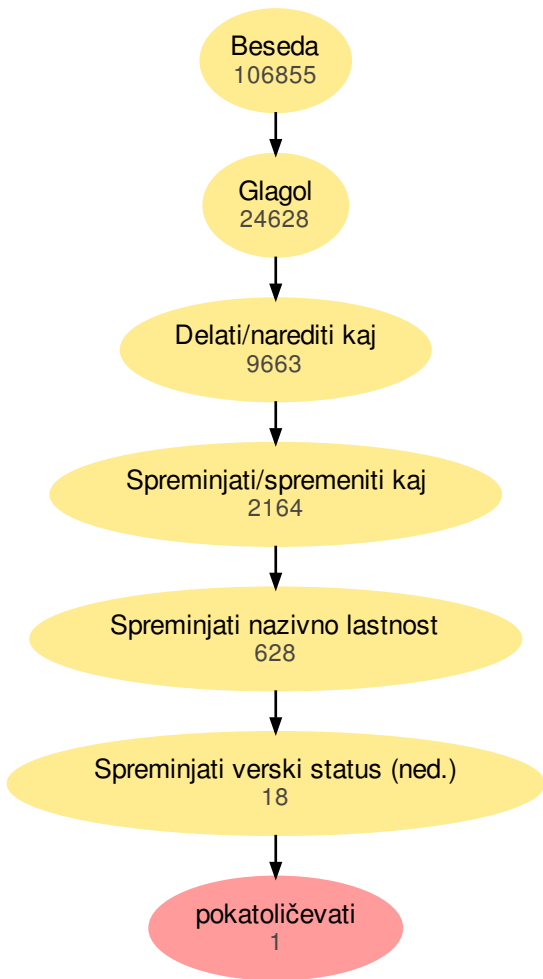 Beseda
106855
Glagol
24628
Delati/narediti kaj
9663
Spreminjati/spremeniti kaj
2164
Spreminjati nazivno lastnost
628
Spreminjati verski status (ned.)
18
pokatoličevati
1